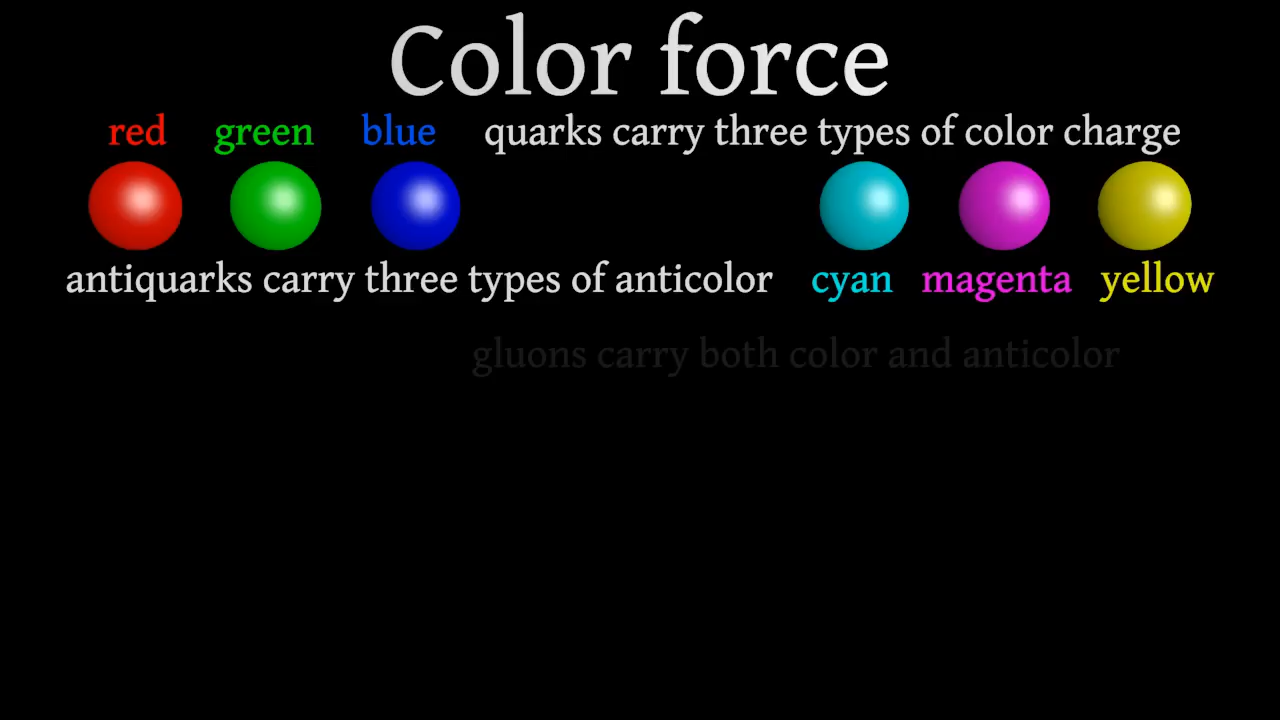 Color force
red green blue quarks carry three types of color charge
antiquarks carry three types of anticolor cyan magenta yellow
gluons carry both color and anticolor